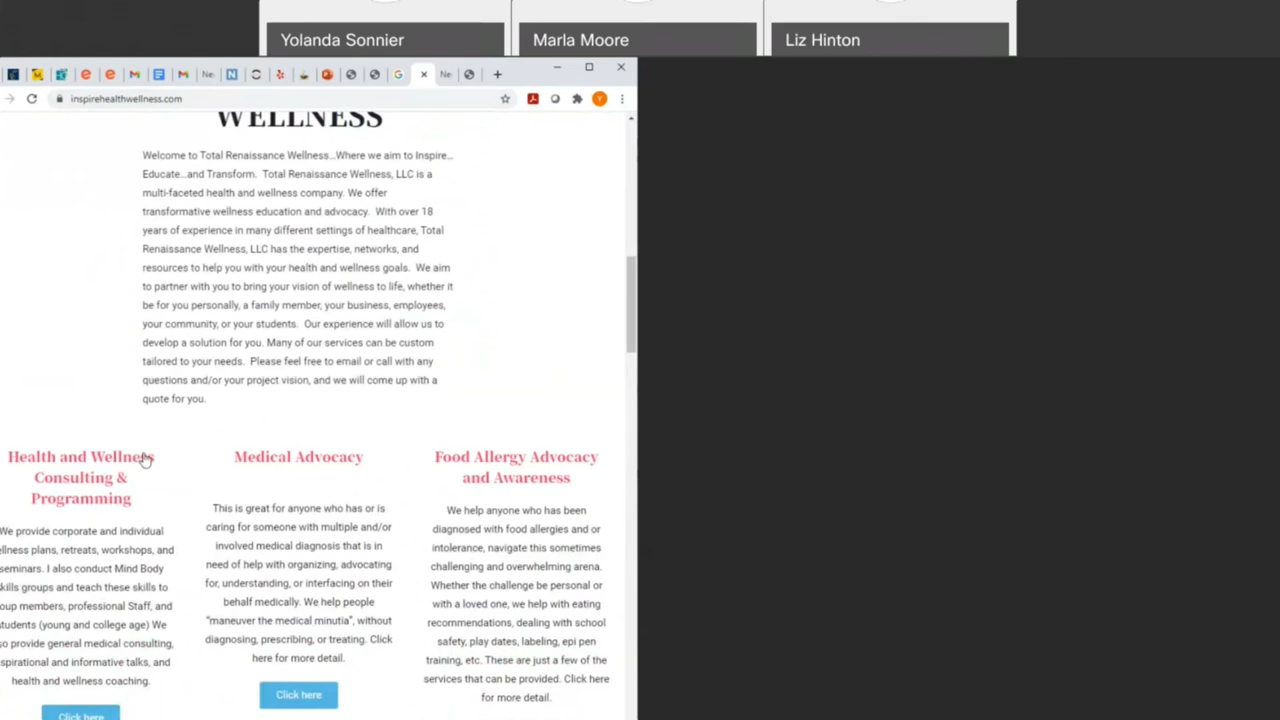 Yolanda Sonnier
Marla Moore
Liz Hinton
Ne
Ne
inspirehealthwellness.com
WELLNESS
Welcome to Total Renaissance Wellness...Where we aim to Inspire...
Educate...and Transform. Total Renaissance Wellness, LLC is a
multi-faceted health and wellness company. We offer
transformative wellness education and advocacy. With over 18
years of experience in many different settings of healthcare, Total
Renaissance Wellness, LLC has the expertise, networks, and
resources to help you with your health and wellness goals. We aim
to partner with you to bring your vision of wellness to life, whether it
be for you personally, a family member, your business, employees,
your community, or your students. Our experience will allow us to
develop a solution for you. Many of our services can be custom
tailored to your needs. Please feel free to email or call with any
questions and/or your project vision, and we will come up with a
quote for you.
Health and Wellness
Consulting &
Programming
We provide corporate and individual
ellness plans, retreats, workshops, and
seminars. I also conduct Mind Body
kills groups and teach these skills to
oup members, professional Staff, and
tudents (young and college age) We
so provide general medical consulting,
spirational and informative talks, and
health and wellness coaching.
Click here
Medical Advocacy
This is great for anyone who has or is
caring for someone with multiple and/or
involved medical diagnosis that is in
need of help with organizing, advocating
for, understanding, or interfacing on their
behalf medically. We help people
"maneuver the medical minutia", without
diagnosing, prescribing, or treating. Click
here for more detail.
Click here
Food Allergy Advocacy
and Awareness
We help anyone who has been
diagnosed with food allergies and or
intolerance, navigate this sometimes
challenging and overwhelming arena.
Whether the challenge be personal or
with a loved one, we help with eating
recommendations, dealing with school
safety, play dates, labeling, epi pen
training, etc. These are just a few of the
services that can be provided. Click here
for more detail.